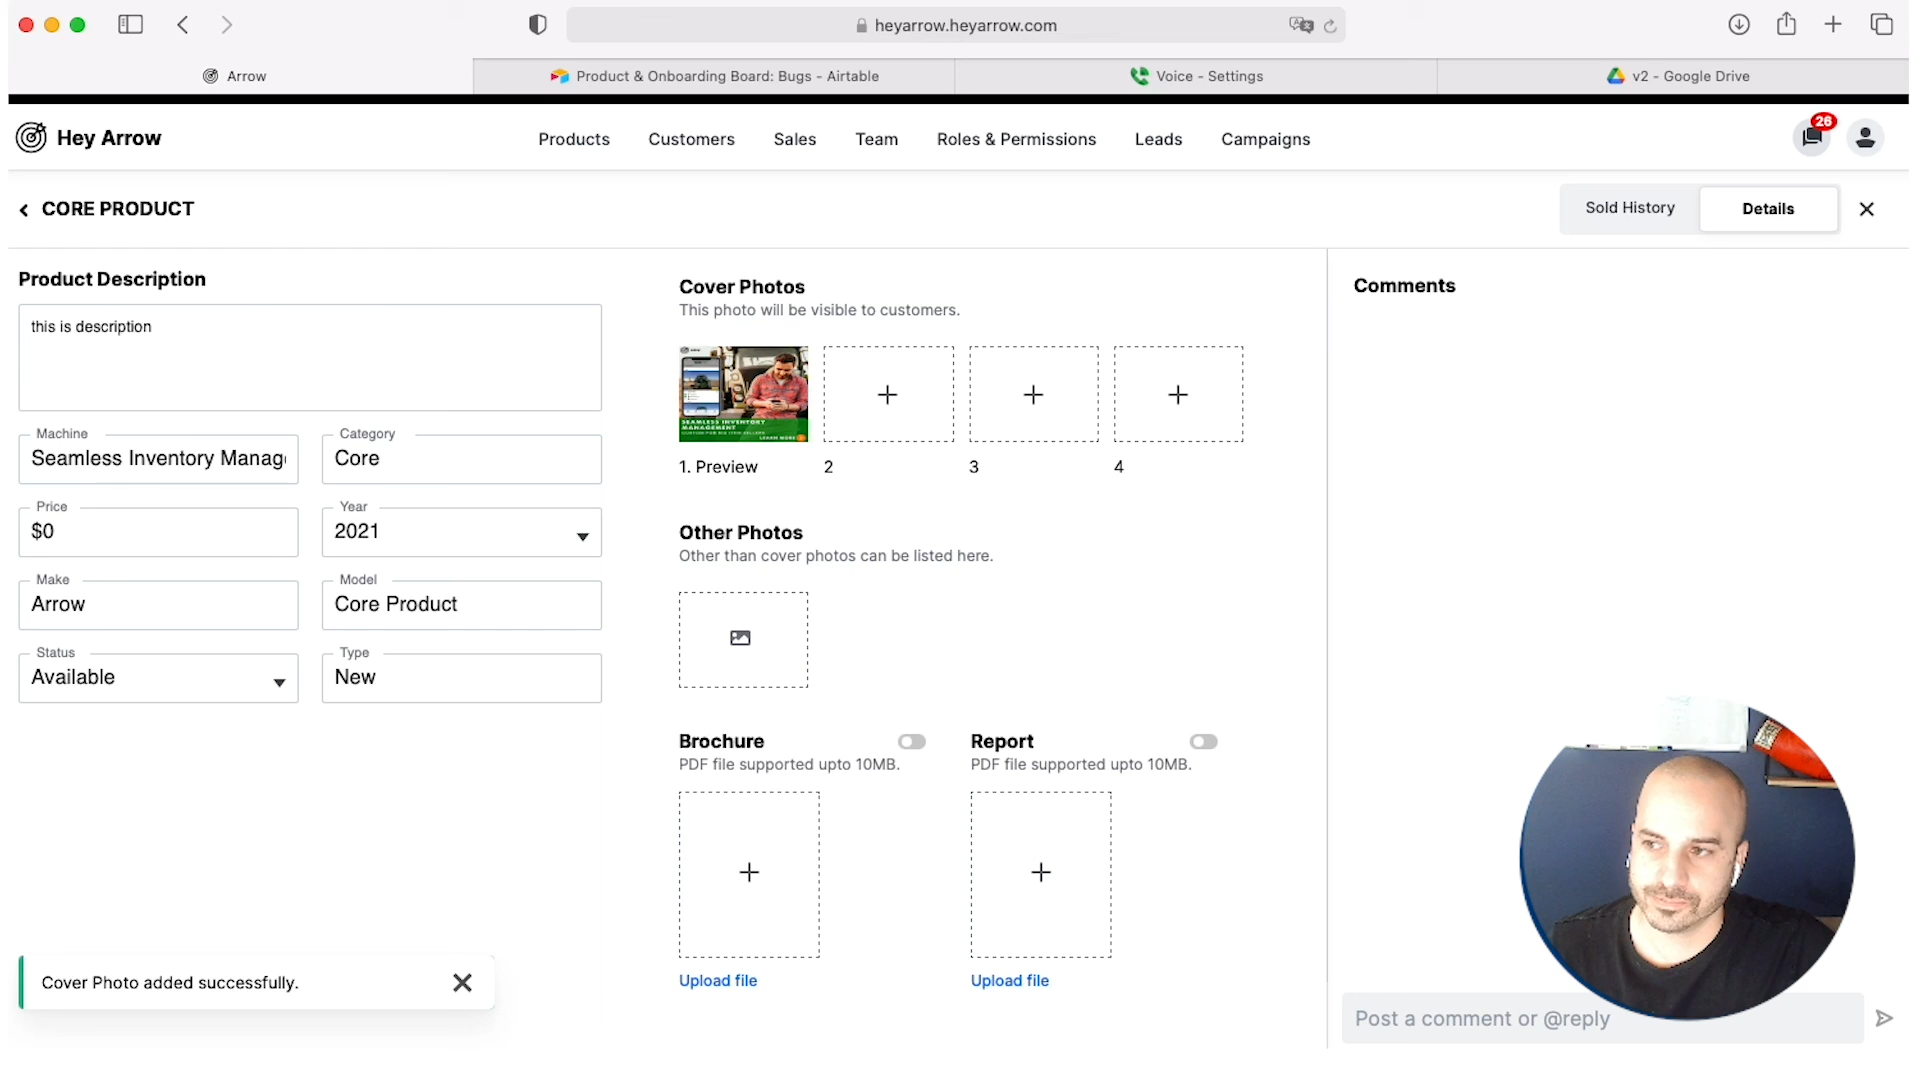 heyarrow.heyarrow.com
Arrow
Product & Onboarding Board: Bugs - Airtable
Voice - Settings
v2 - Google Drive
Hey Arrow
Products
Customers
Sales
Team
Roles & Permissions
Leads
Campaigns
26
CORE PRODUCT
Sold History
Details
Product Description
this is description
Machine
Seamless Inventory Manag
Category
Core
Price
$0
Year
2021
Make
Arrow
Model
Core Product
Status
Available
Type
New
Cover Photos
This photo will be visible to customers.
SEAMLESS INVENTORY
MANAGEMENT
LEARN MORE
1. Preview
2
3
4
Other Photos
Other than cover photos can be listed here.
Brochure
PDF file supported upto 10MB.
Upload file
Report
PDF file supported upto 10MB.
Upload file
Comments
Post a comment or @reply
Cover Photo added successfully.